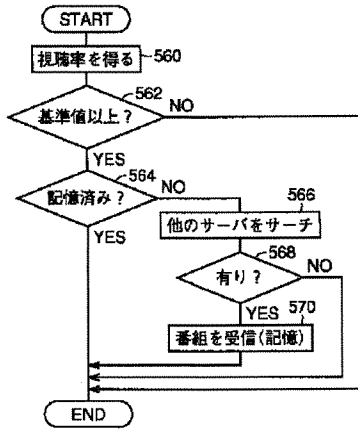 START
視聴率を得る
560
562
基準値以上?
NO
YES
564
記憶済み?
NO
YES
566
他のサーバをサーチ
568
有り?
NO
YES
570
番組を受信(記憶)
END